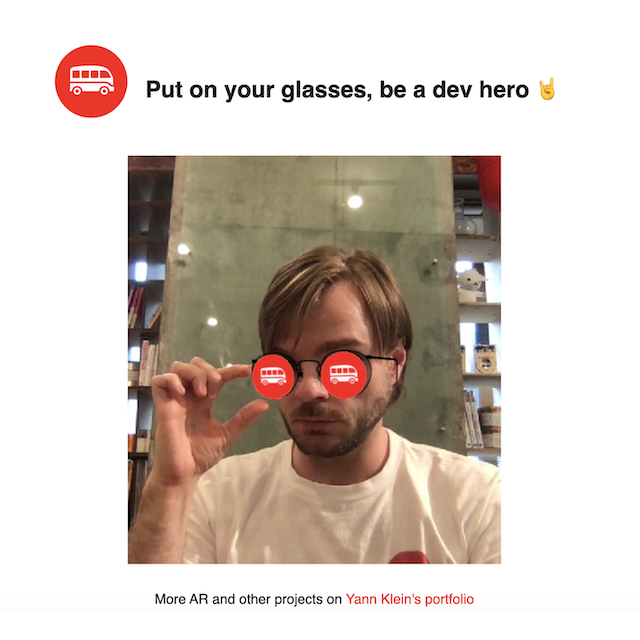 Put on your glasses, be a dev hero 🤘
More AR and other projects on Yann Klein's portfolio